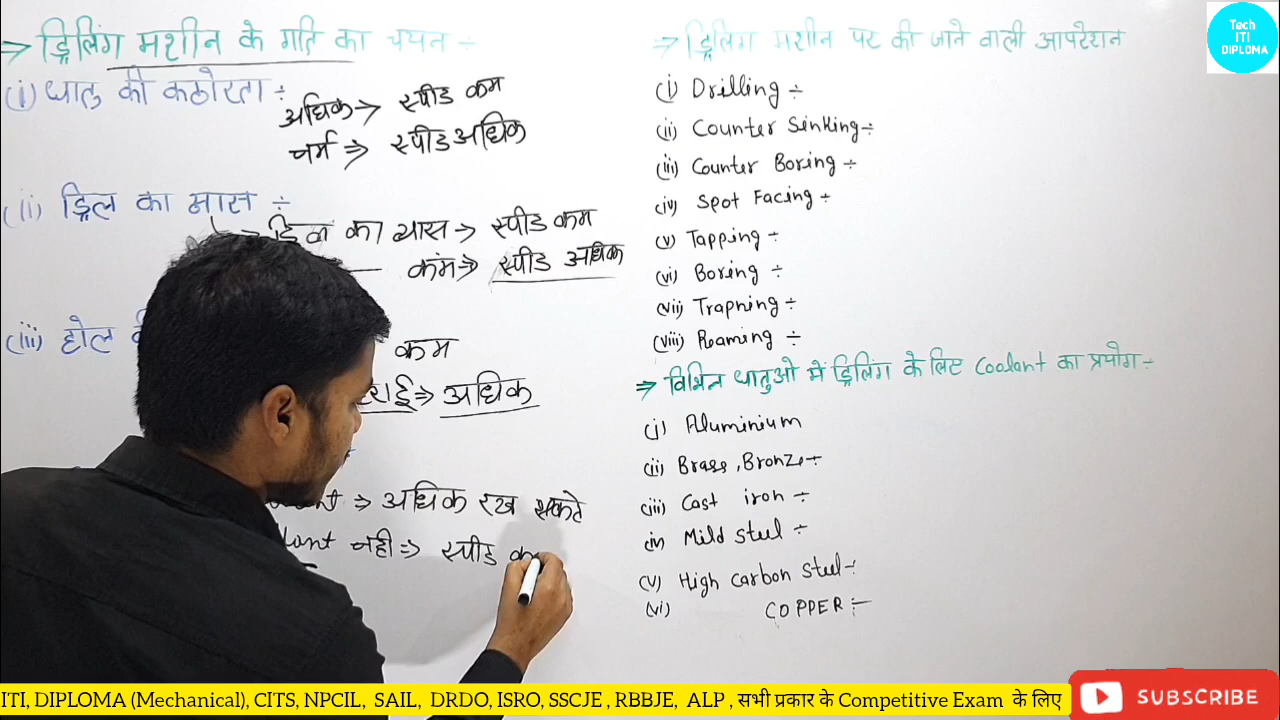 ⇒ ड्रिलिंग मशीन के गति का चयन ÷
(i) धातु की कठोरता ÷
अधिक → स्पीड कम
नर्म ⇒ स्पीड अधिक
(ii) ड्रिल का
ड्रिल का व्यास → स्पीड कम
कम ⇒ स्पीड अधिक
(iii) होल
कम
⇒ अधिक
⇒ अधिक रख सकते
नही ⇒ स्पीड
⇒ ड्रिलिंग मशीन पर की जाने वाली आपरेशन
(i) Drilling ÷
(ii) Counter Sinking ÷
(iii) Counter Boring ÷
(iv) Spot Facing ÷
(v) Tapping ÷
(vi) Boring ÷
(vii) Trapning ÷
(viii) Reaming ÷
⇒ विभिन धातुओ में ड्रिलिंग के लिए Coolant का प्रयोग ÷
(i) Aluminium
(ii) Brass, Bronze ÷
(iii) Cast iron ÷
(iv) Mild steel ÷
(v) High Carbon Steel ÷
(vi) COPPER ÷
Tech
ITI
DIPLOMA
ITI, DIPLOMA (Mechanical), CITS, NPCIL, SAIL, DRDO, ISRO, SSCJE , RBBJE, ALP , सभी प्रकार के Competitive Exam के लिए
SUBSCRIBE